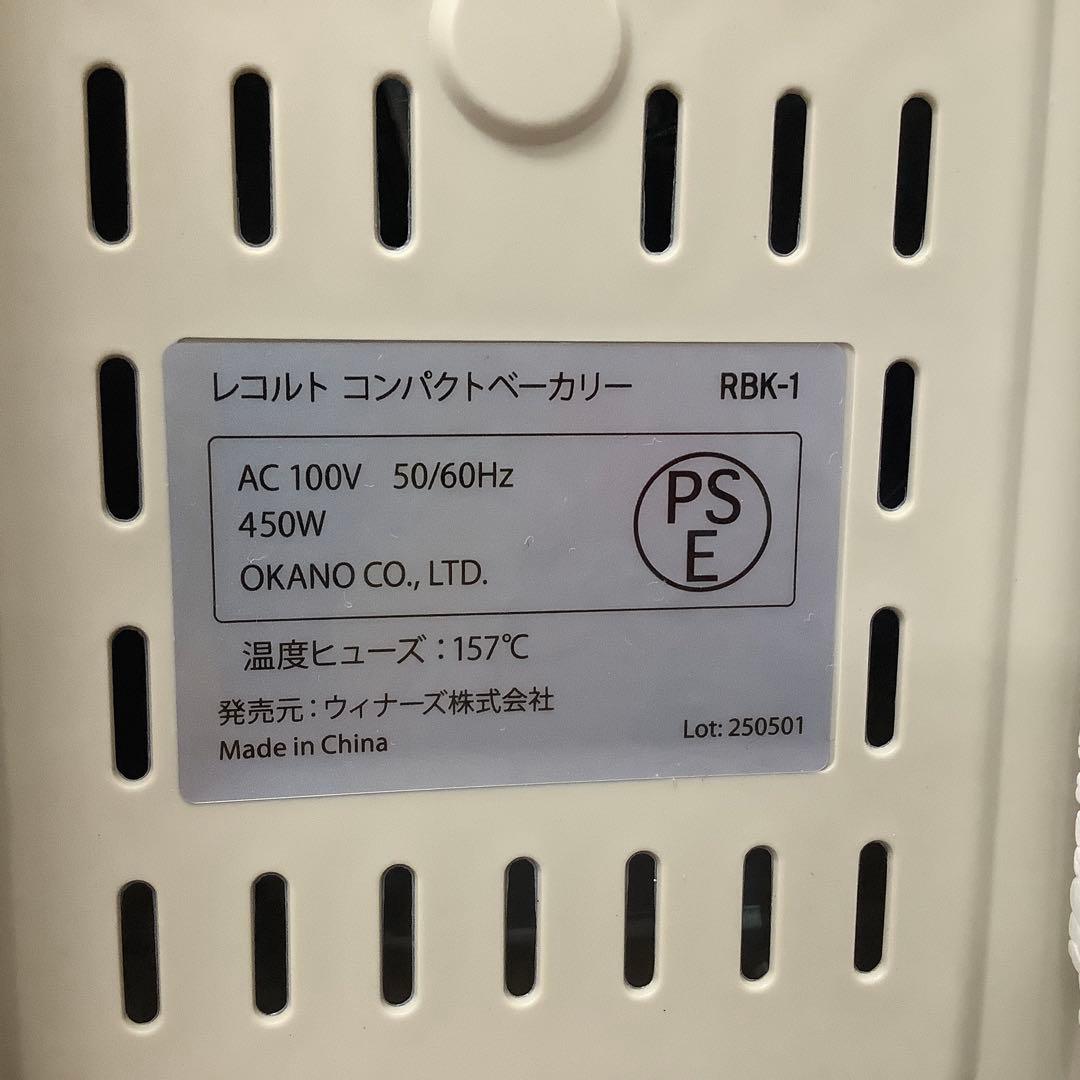 レコルト コンパクトベーカリー RBK-1
AC 100V 50/60Hz
450W
OKANO CO., LTD.
PS
E
温度ヒューズ：157℃
発売元：ウィナーズ株式会社
Made in China
Lot: 250501